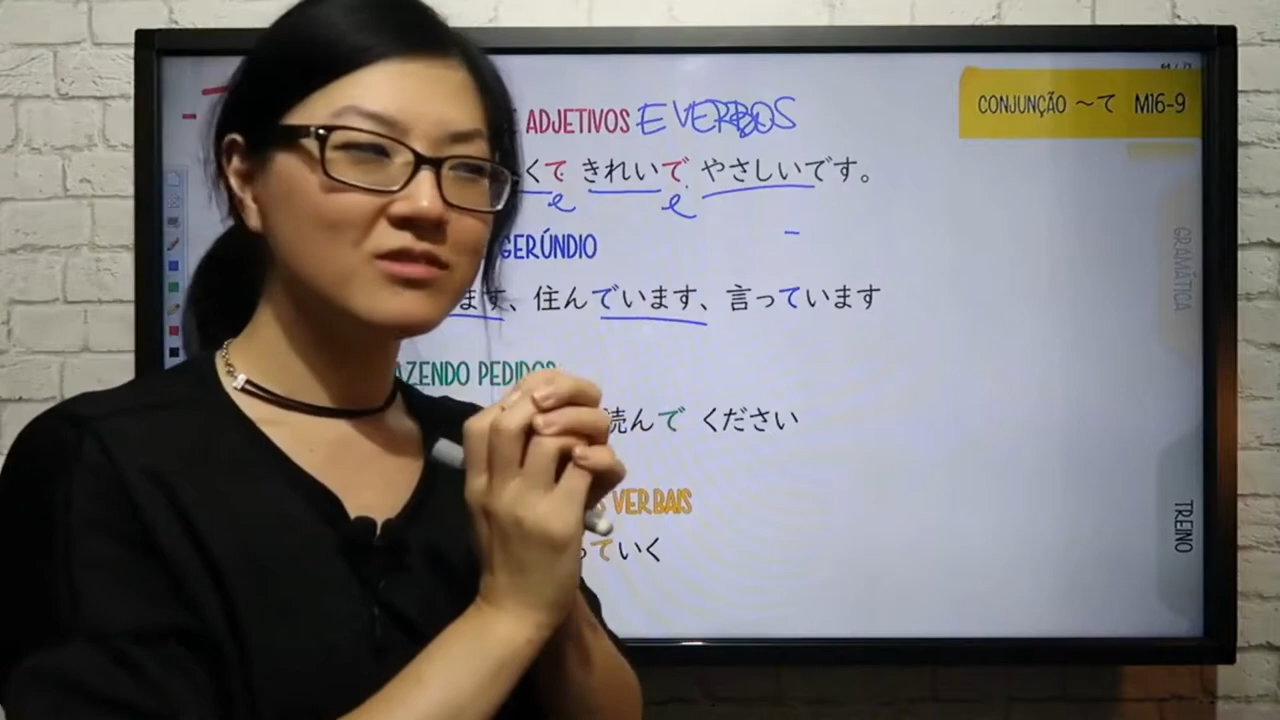 CONJUNÇÃO ～て M16-9
E ADJETIVOS E VERBOS
くて きれいで やさしいです。
e e
GERÚNDIO
ます、住んでいます、言っています
GRAMÁTICA
AZENDO PEDIDOS
読んで ください
VERBAIS
TREINO
ていく